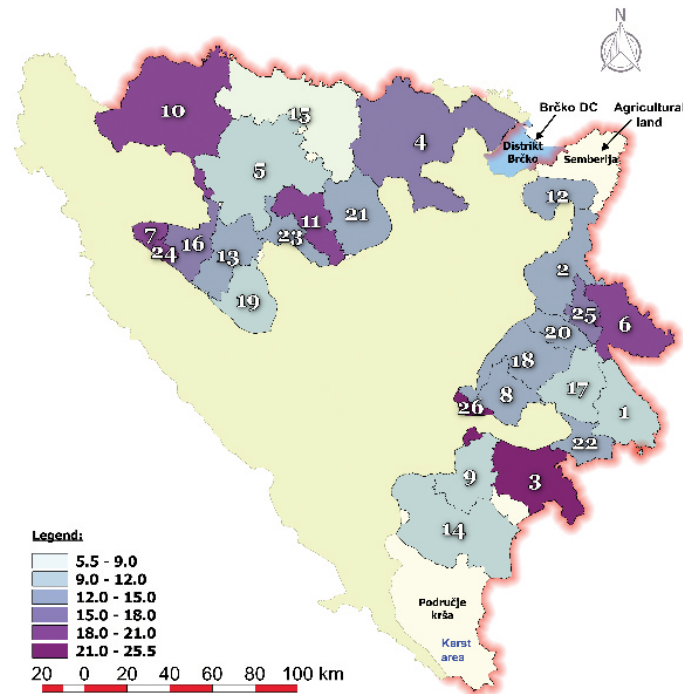 N
Brčko DC
Agricultural
land
Distrikt
Brčko
Semberija
10
15
4
5
12
11
21
7
16
23
24
13
2
19
25
6
20
18
17
8
26
1
22
9
3
14
Područje
krša
Karst
area
Legend:
5.5 - 9.0
9.0 - 12.0
12.0 - 15.0
15.0 - 18.0
18.0 - 21.0
21.0 - 25.5
20 0 20 40 60 80 100 km